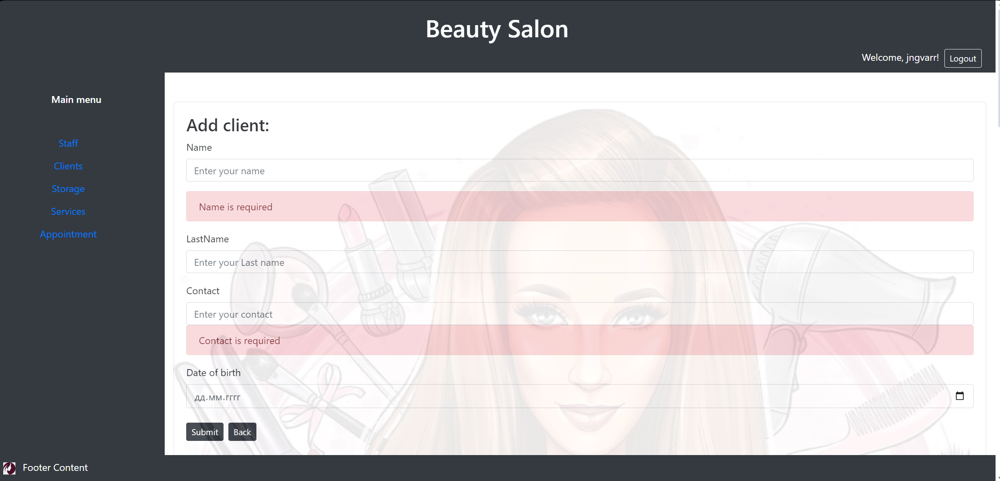 Beauty Salon
Welcome, jngvarr! Logout
Main menu
Staff
Clients
Storage
Services
Appointment
Add client:
Name
Enter your name
Name is required
LastName
Enter your Last name
Contact
Enter your contact
Contact is required
Date of birth
дд.мм.гггг
Submit Back
Footer Content